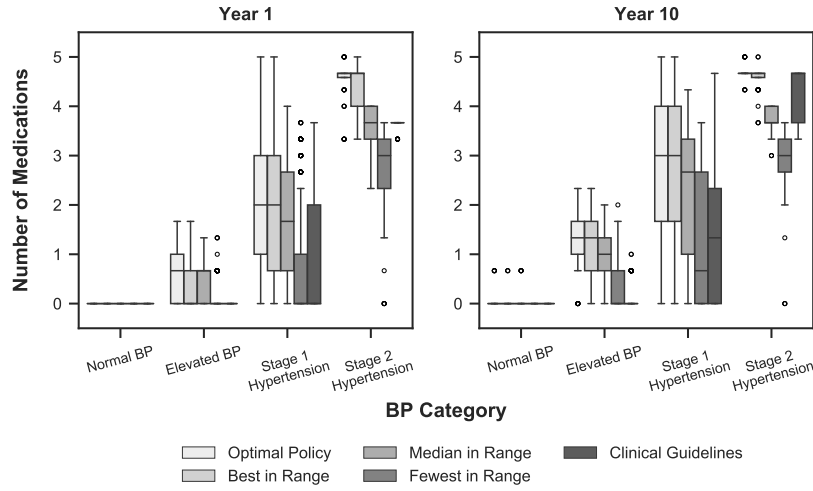 Year 1
Year 10
Number of Medications
5
4
3
2
1
0
5
4
3
2
1
0
Normal BP
Elevated BP
Stage 1
Hypertension
Stage 2
Hypertension
Normal BP
Elevated BP
Stage 1
Hypertension
Stage 2
Hypertension
BP Category
Optimal Policy
Median in Range
Clinical Guidelines
Best in Range
Fewest in Range